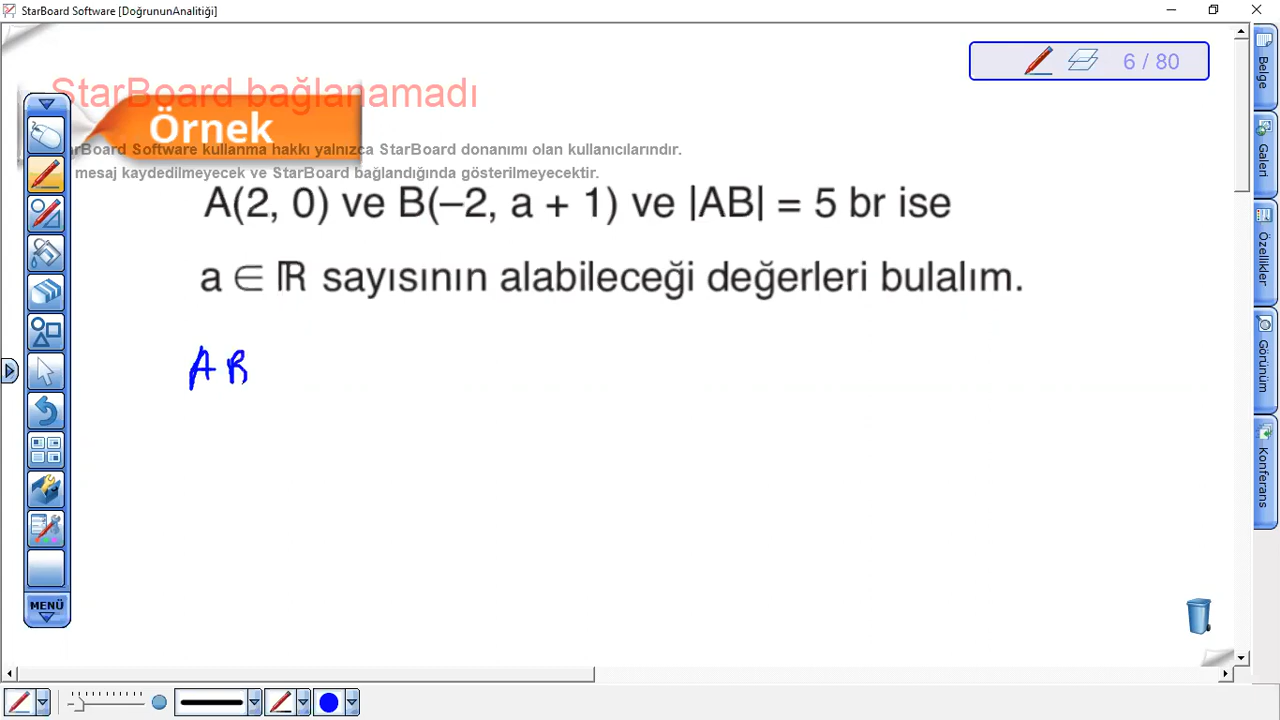 StarBoard Software [DoğrununAnalitiği]
6 / 80
StarBoard bağlanamadı
Örnek
arBoard Software kullanma hakkı yalnızca StarBoard donanımı olan kullanıcılarındır.
mesaj kaydedilmeyecek ve StarBoard bağlandığında gösterilmeyecektir.
A(2, 0) ve B(–2, a + 1) ve |AB| = 5 br ise
a ∈ ℝ sayısının alabileceği değerleri bulalım.
A B
MENÜ
Belge
Galeri
Özellikler
Görünüm
Konferans